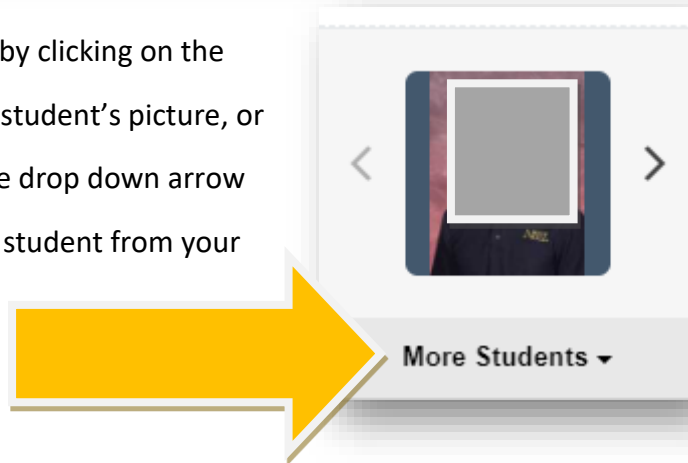 by clicking on the
student’s picture, or
e drop down arrow
student from your
More Students